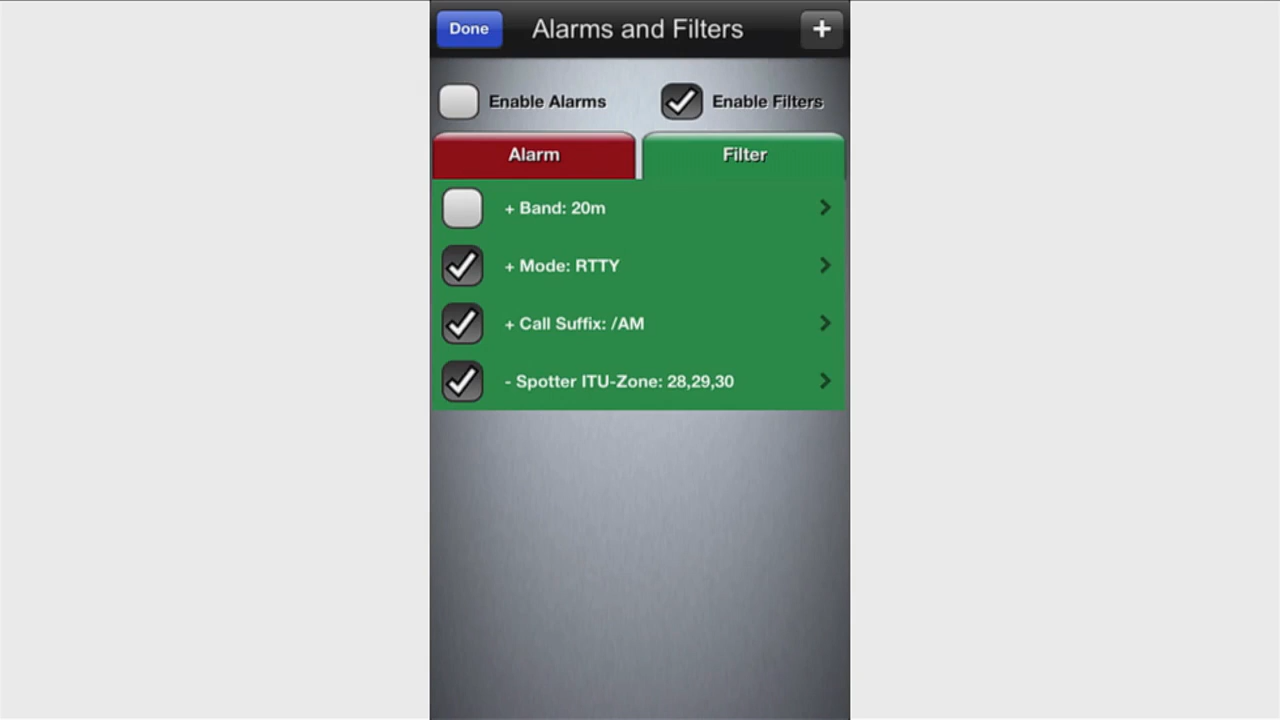 Done
Alarms and Filters
+
Enable Alarms
Enable Filters
Alarm
Filter
+ Band: 20m
+ Mode: RTTY
+ Call Suffix: /AM
- Spotter ITU-Zone: 28,29,30